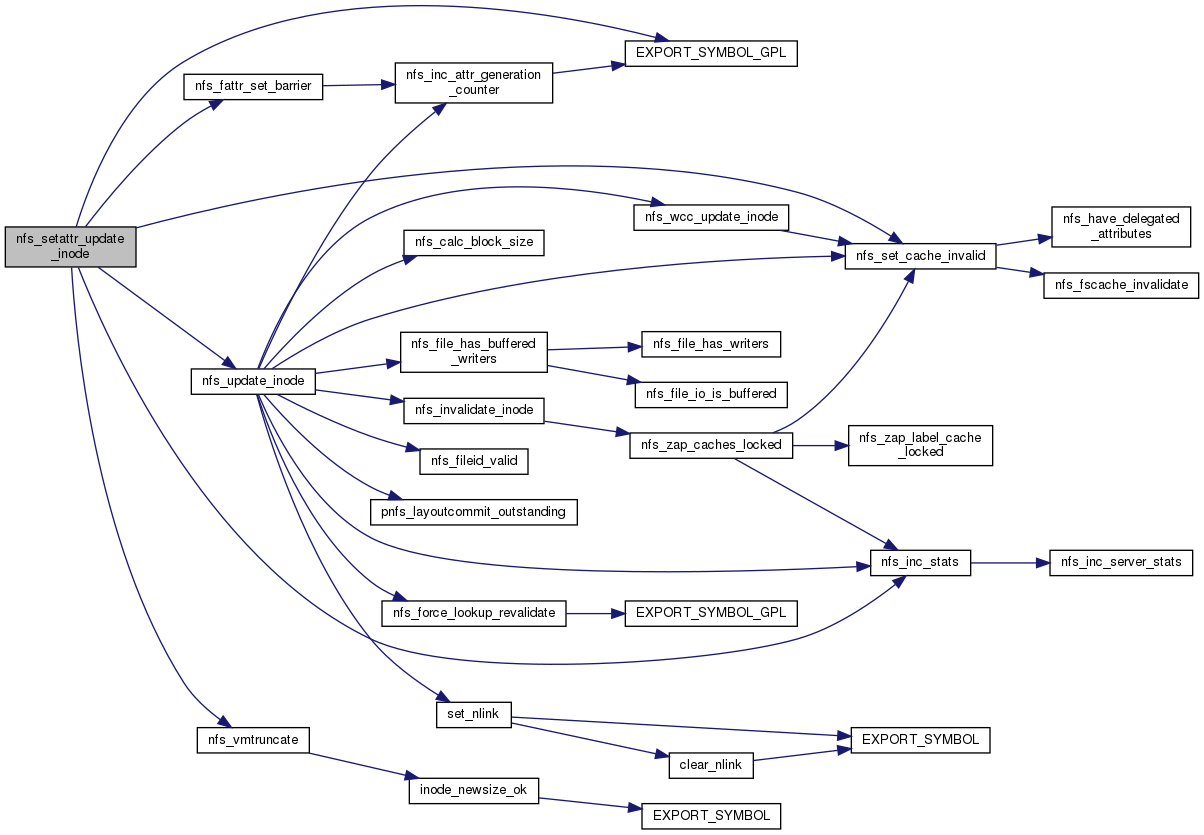 nfs_setattr_update
_inode
EXPORT_SYMBOL_GPL
nfs_fattr_set_barrier
nfs_inc_attr_generation
_counter
nfs_wcc_update_inode
nfs_calc_block_size
nfs_set_cache_invalid
nfs_have_delegated
_attributes
nfs_fscache_invalidate
nfs_update_inode
nfs_file_has_buffered
_writers
nfs_file_has_writers
nfs_file_io_is_buffered
nfs_invalidate_inode
nfs_zap_caches_locked
nfs_zap_label_cache
_locked
nfs_fileid_valid
pnfs_layoutcommit_outstanding
nfs_inc_stats
nfs_inc_server_stats
nfs_force_lookup_revalidate
EXPORT_SYMBOL_GPL
set_nlink
nfs_vmtruncate
clear_nlink
EXPORT_SYMBOL
inode_newsize_ok
EXPORT_SYMBOL